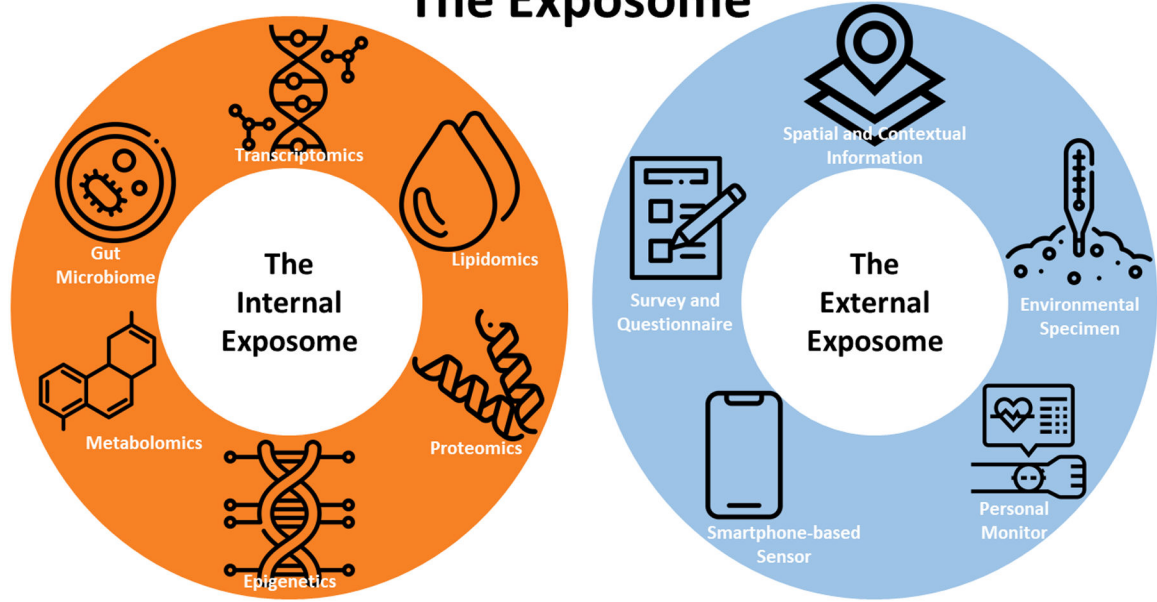 The Exposome
Transcriptomics
Gut
Microbiome
Lipidomics
The
Internal
Exposome
Metabolomics
Proteomics
Epigenetics
Spatial and Contextual
Information
Survey and
Questionnaire
Environmental
Specimen
The
External
Exposome
Smartphone-based
Sensor
Personal
Monitor